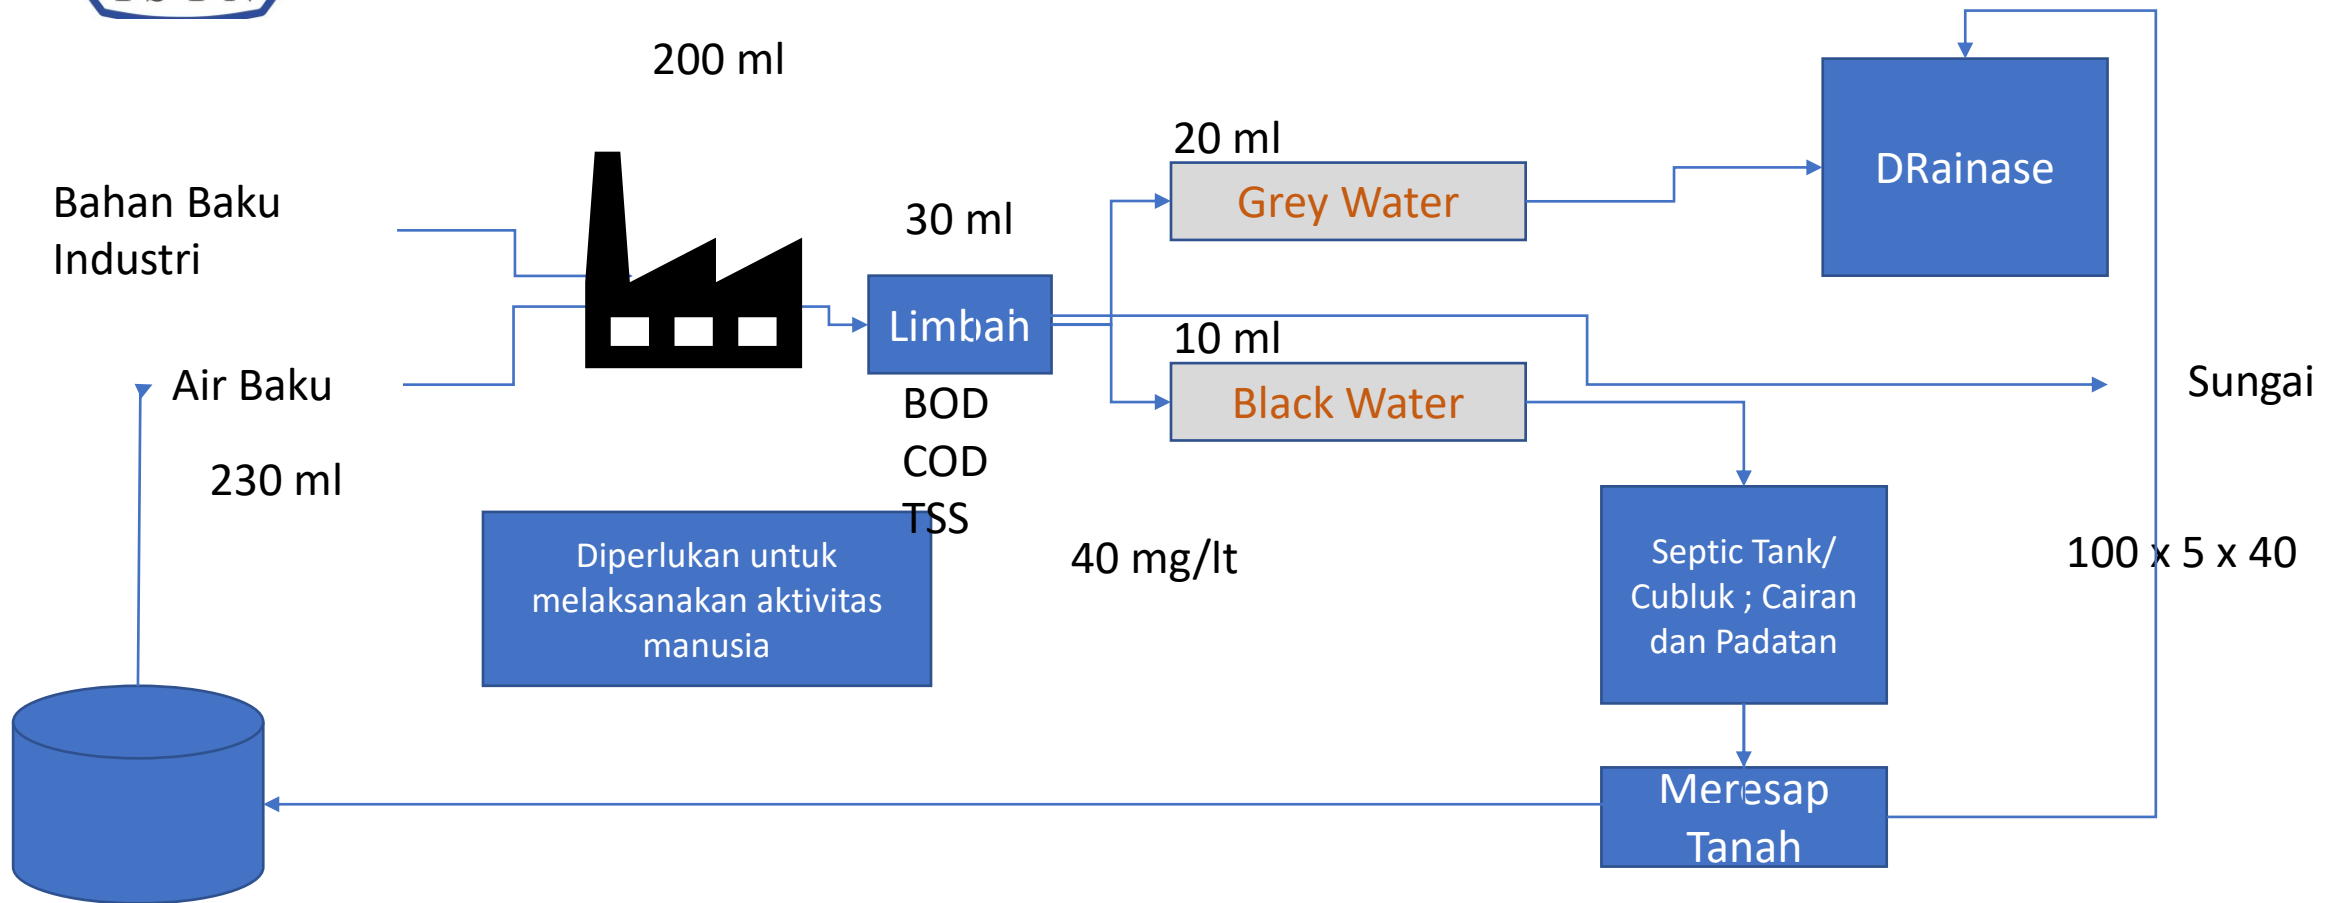 200 ml
20 ml
DRainase
Grey Water
Bahan Baku
Industri
30 ml
Limbah
10 ml
Air Baku
Black Water
Sungai
BOD
COD
TSS
230 ml
40 mg/lt
Diperlukan untuk
melaksanakan aktivitas
manusia
Septic Tank/
Cubluk ; Cairan
dan Padatan
100 x 5 x 40
Meresap
Tanah